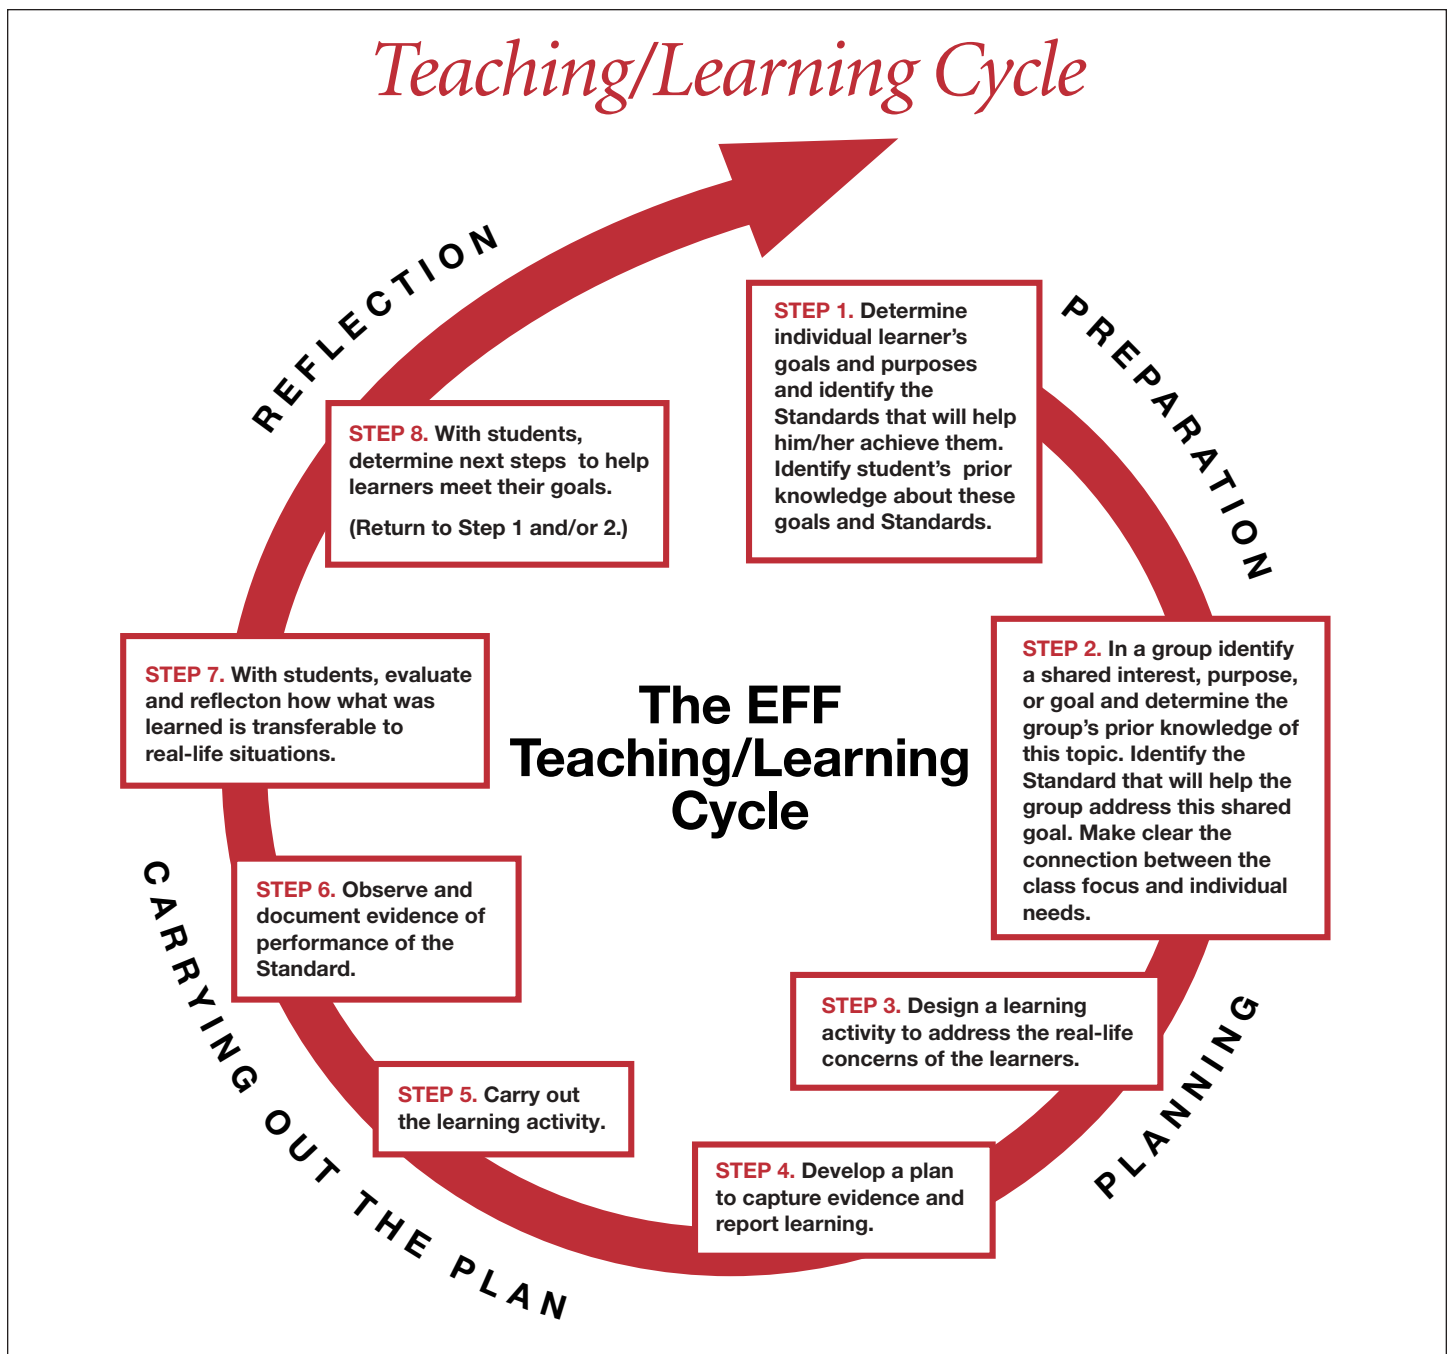 Teaching/Learning Cycle
REFLECTION
PREPARATION
STEP 1. Determine
individual learner’s
goals and purposes
and identify the
Standards that will help
him/her achieve them.
Identify student’s prior
knowledge about these
goals and Standards.
STEP 2. In a group identify
a shared interest, purpose,
or goal and determine the
group’s prior knowledge of
this topic. Identify the
Standard that will help the
group address this shared
goal. Make clear the
connection between the
class focus and individual
needs.
PLANNING
STEP 3. Design a learning
activity to address the real-life
concerns of the learners.
STEP 4. Develop a plan
to capture evidence and
report learning.
CARRYING OUT THE PLAN
STEP 5. Carry out
the learning activity.
STEP 6. Observe and
document evidence of
performance of the
Standard.
STEP 7. With students, evaluate
and reflecton how what was
learned is transferable to
real-life situations.
STEP 8. With students,
determine next steps to help
learners meet their goals.
(Return to Step 1 and/or 2.)
The EFF
Teaching/Learning
Cycle